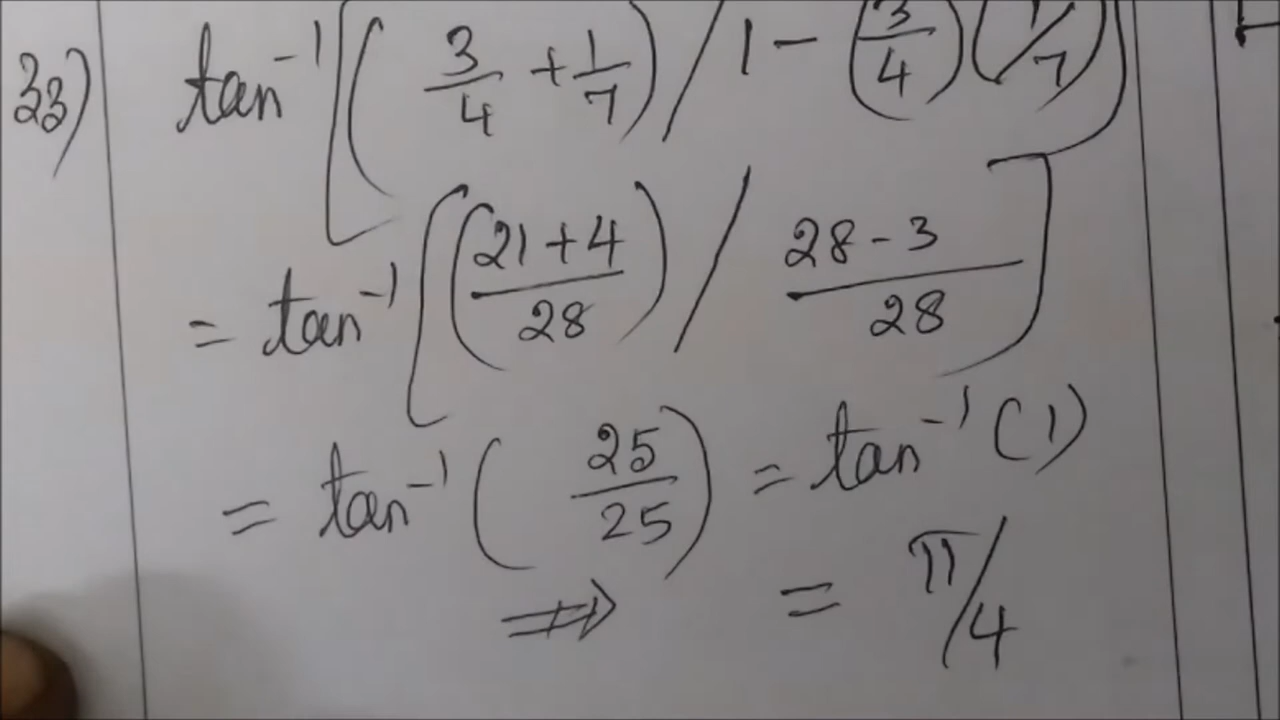 33) tan⁻¹[(3/4 + 1/7) / 1 - (3/4)(1/7)]
= tan⁻¹[((21+4)/28) / (28-3)/28]
= tan⁻¹(25/25) = tan⁻¹(1)
⇒ = π/4